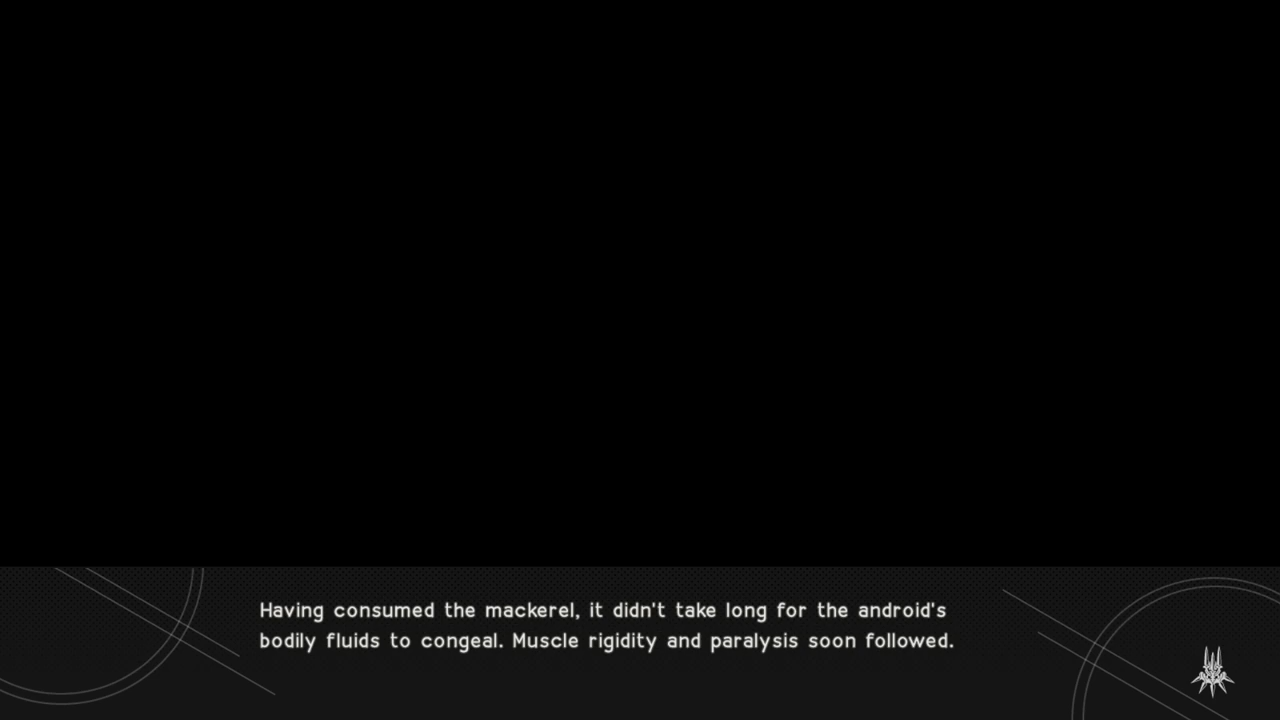 Having consumed the mackerel, it didn't take long for the android's
bodily fluids to congeal. Muscle rigidity and paralysis soon followed.